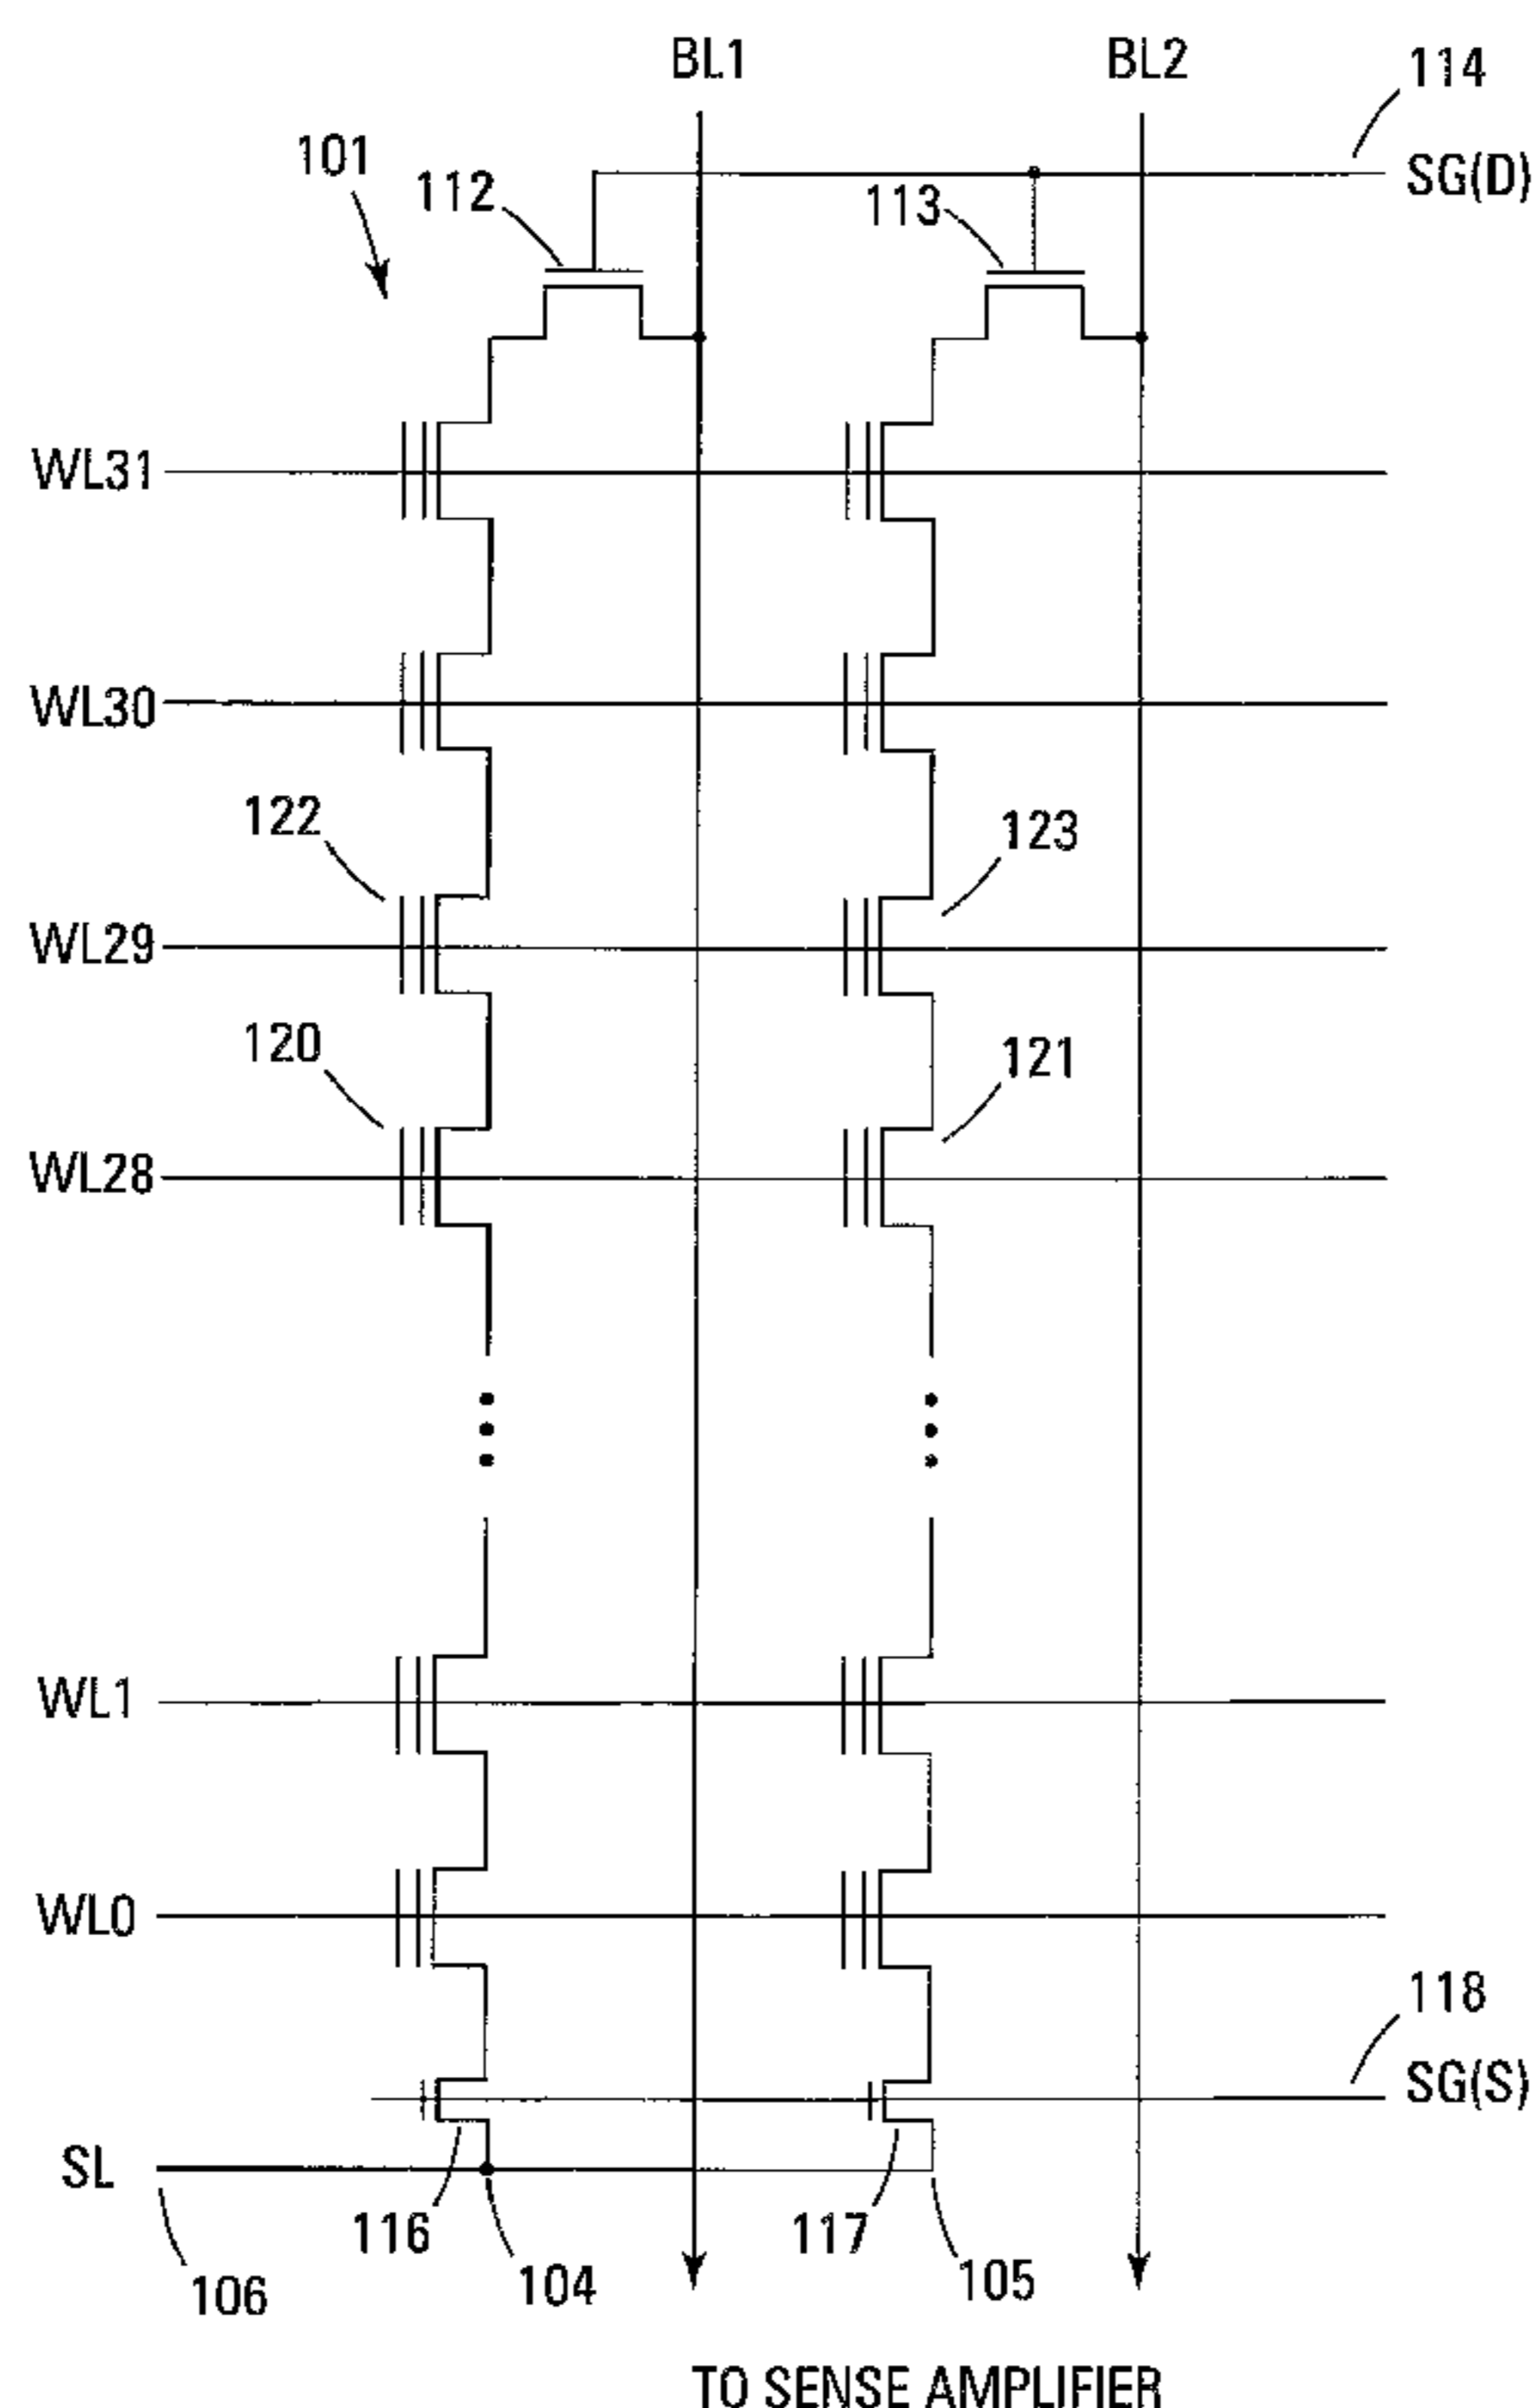 BL1
BL2
114
101
112
113
SG(D)
WL31
WL30
122
123
WL29
120
121
WL28
WL1
WL0
118
SG(S)
SL
116
117
106
104
105
TO SENSE AMPLIFIER